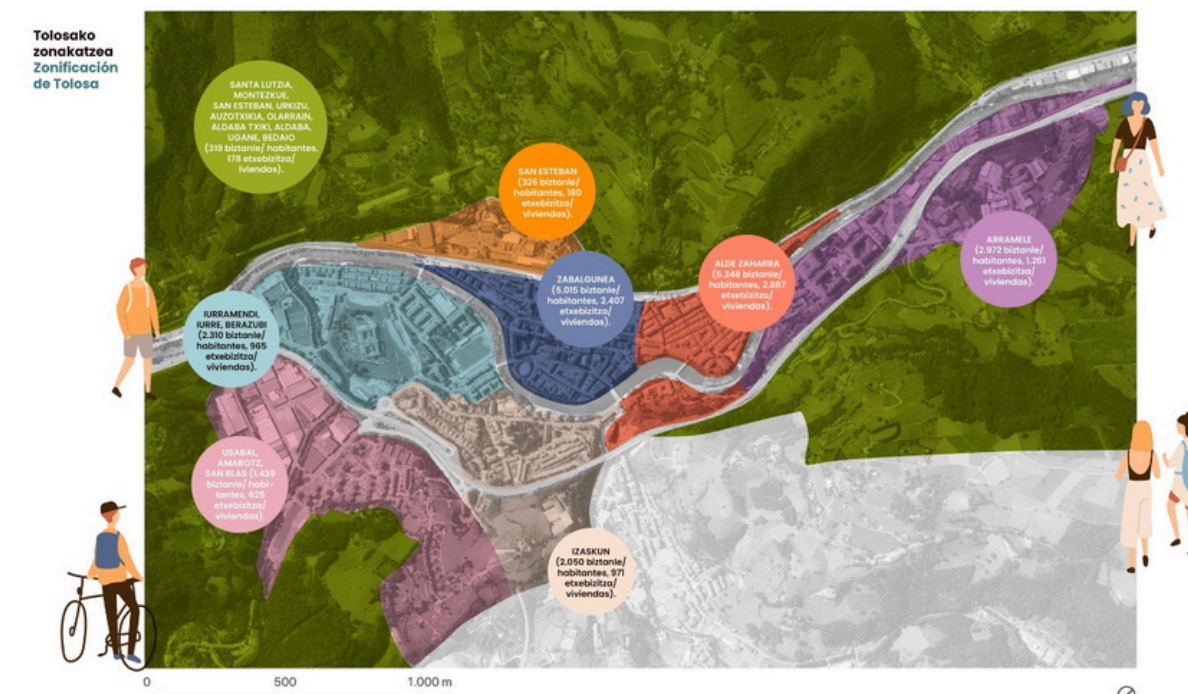 Tolosako
zonakatzea
Zonificación
de Tolosa
SANTA LUTZIA,
MONTEZKUE,
SAN ESTEBAN, URKIZU,
AUZOTXIKIA, OLARRAIN,
ALDABA TXIKI, ALDABA,
UGANE, BEDAIO
(319 biztanle/ habitantes,
178 etxebizitza/
iviendas).
SAN ESTEBAN
(326 biztanle/
habitantes, 180
etxebizitza/
viviendas).
ZABALGUNEA
(5.015 biztanle/
habitantes, 2.407
etxebizitza/
viviendas).
ALDE ZAHARRA
(5.248 biztanle/
habitantes, 2.887
etxebizitza/
viviendas).
ARRAMELE
(2.972 biztanle/
habitantes, 1.261
etxebizitza/
viviendas).
IURRAMENDI,
IURRE, BERAZUBI
(2.310 biztanle/
habitantes, 965
etxebizitza/
viviendas).
USABAL,
AMAROTZ,
SAN BLAS (1.439
biztanle/ habi-
tantes, 625
etxebizitza/
viviendas).
IZASKUN
(2.050 biztanle/
habitantes, 971
etxebizitza/
viviendas).
0 500 1.000 m